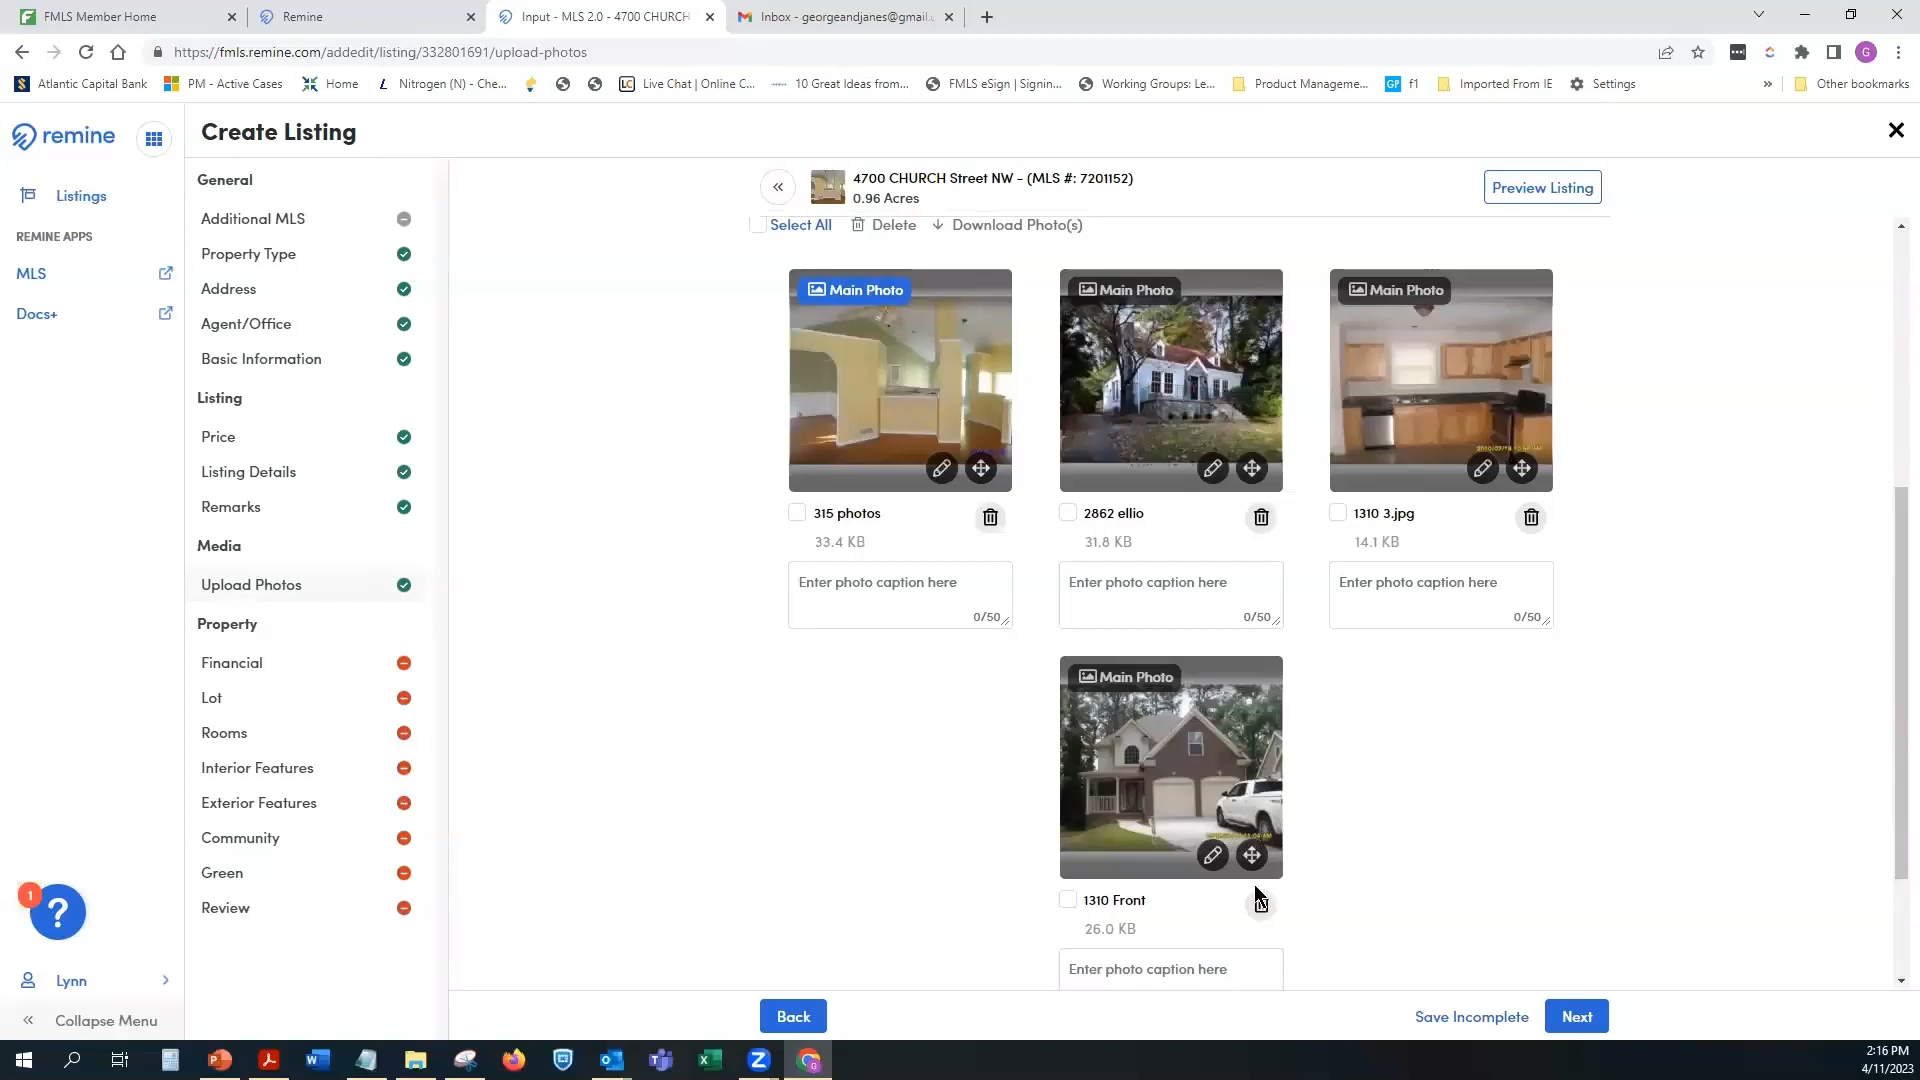 FMLS Member Home
Remine
Input - MLS 2.0 - 4700 CHURCH
Inbox - georgeandjanes@gmail.
https://fmls.remine.com/addedit/listing/332801691/upload-photos
G
Atlantic Capital Bank
PM - Active Cases
Home
Nitrogen (N) - Che...
Live Chat | Online C...
10 Great Ideas from...
FMLS eSign | Signin...
Working Groups: Le...
Product Manageme...
GP f1
Imported From IE
Settings
»
Other bookmarks
remine
Create Listing
Listings
REMINE APPS
MLS
Docs+
General
Additional MLS
Property Type
Address
Agent/Office
Basic Information
Listing
Price
Listing Details
Remarks
Media
Upload Photos
Property
Financial
Lot
Rooms
Interior Features
Exterior Features
Community
Green
Review
1
?
Lynn
Collapse Menu
4700 CHURCH Street NW - (MLS #: 7201152)
0.96 Acres
Preview Listing
Select All
Delete
Download Photo(s)
Main Photo
Main Photo
Main Photo
315 photos
33.4 KB
2862 ellio
31.8 KB
1310 3.jpg
14.1 KB
Enter photo caption here
0/50
Enter photo caption here
0/50
Enter photo caption here
0/50
Main Photo
1310 Front
26.0 KB
Enter photo caption here
Back
Save Incomplete
Next
2:16 PM
4/11/2023